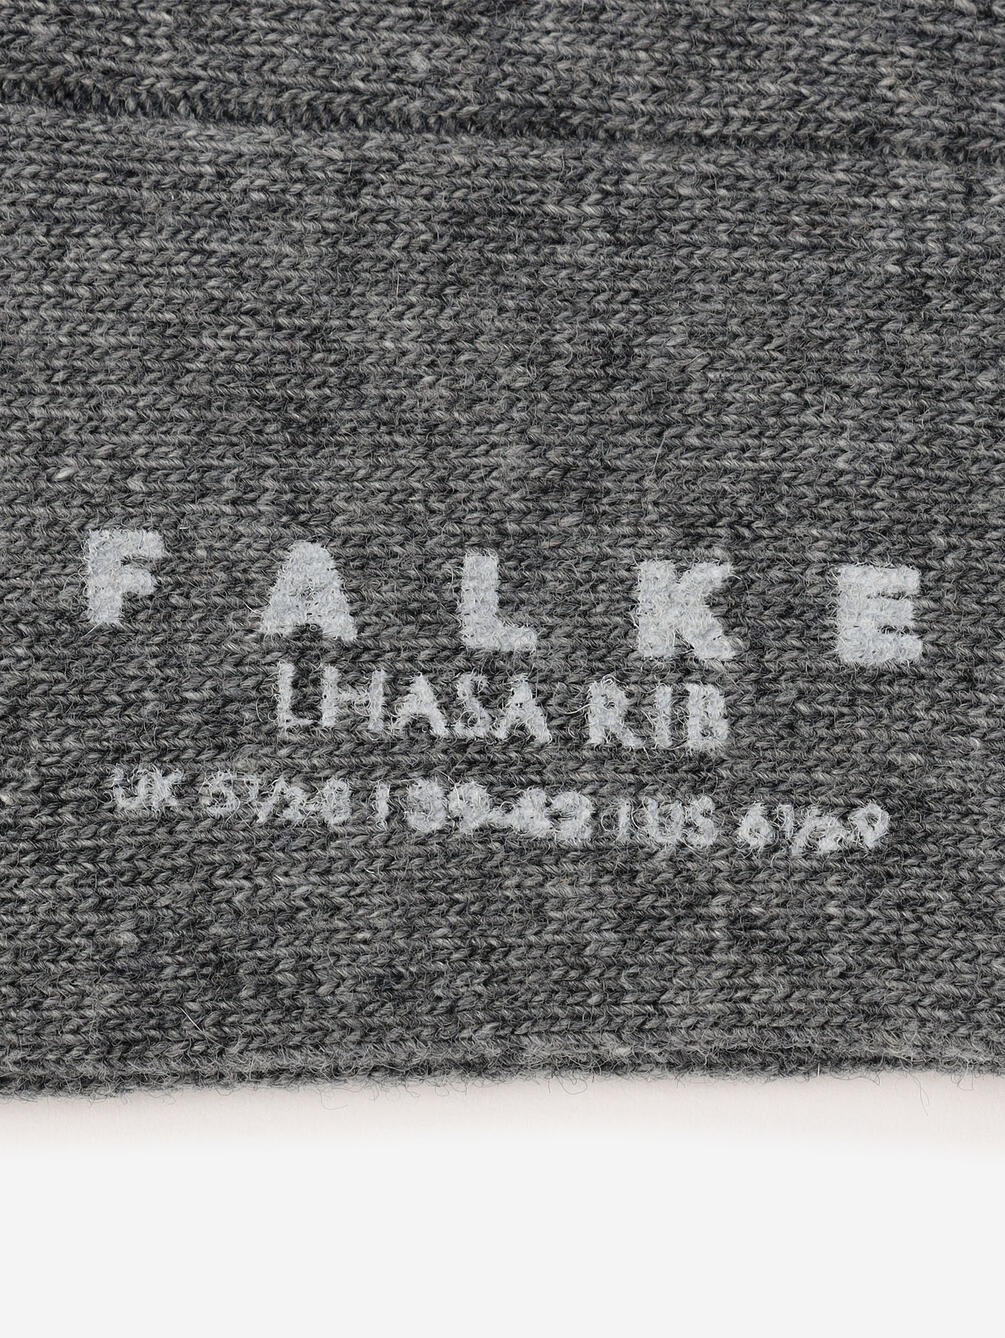 FALKE
LHASA RIB
UK 5½-8 | 39-42 | US 6½-9